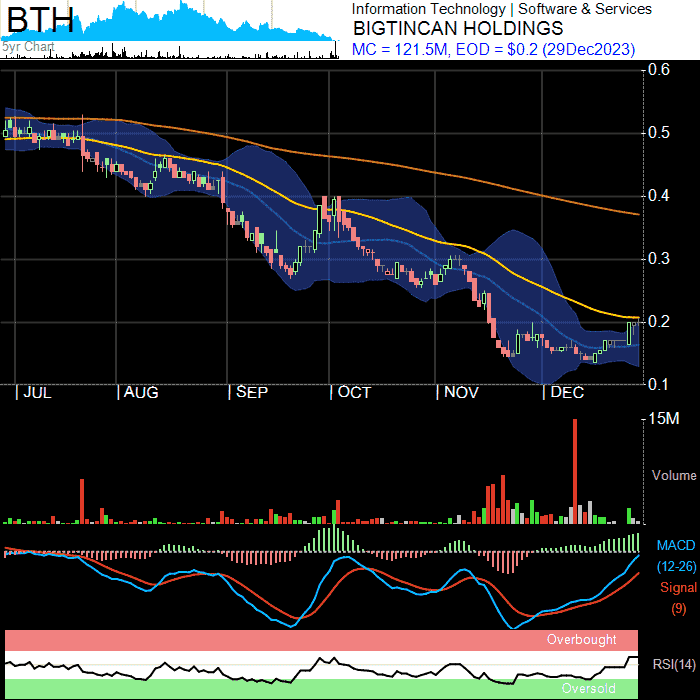 BTH
5yr Chart
Information Technology | Software & Services
BIGTINCAN HOLDINGS
MC = 121.5M, EOD = $0.2 (29Dec2023)
0.6
0.5
0.4
0.3
0.2
0.1
| JUL | AUG | SEP | OCT | NOV | DEC
15M
Volume
MACD
(12-26)
Signal
(9)
Overbought
RSI(14)
Oversold